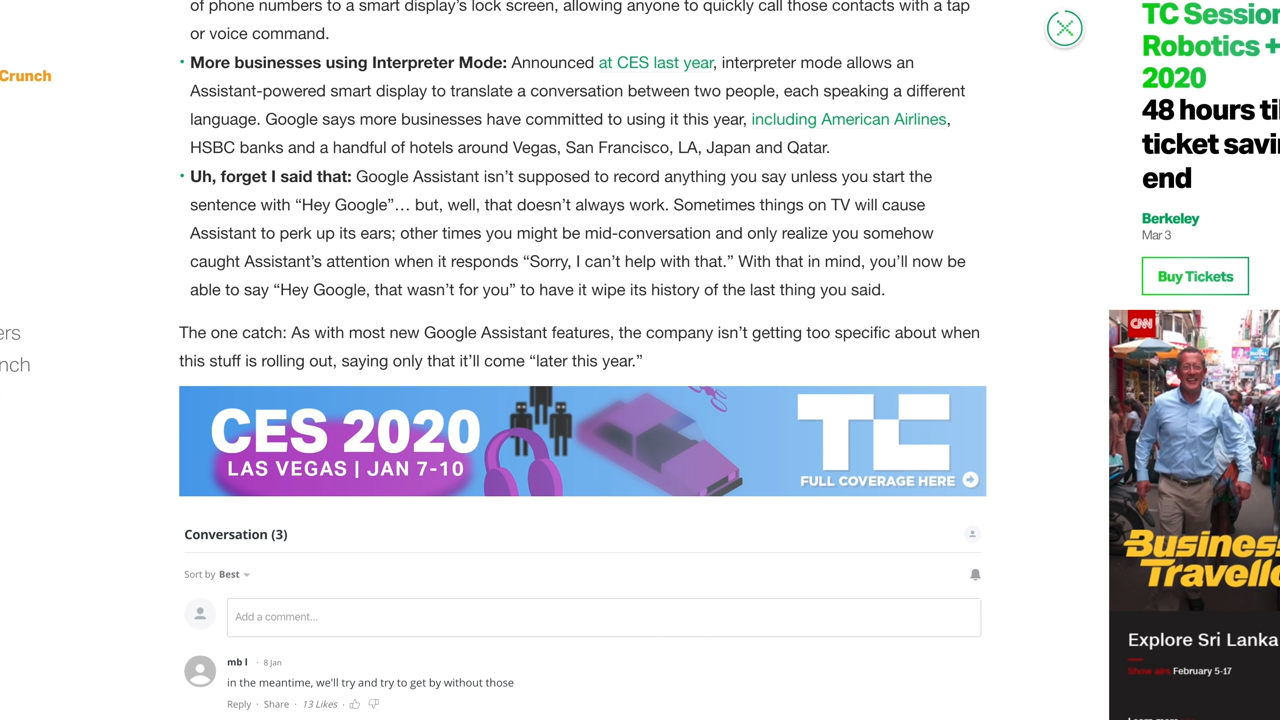 of phone numbers to a smart display's lock screen, allowing anyone to quickly call those contacts with a tap
or voice command.
• More businesses using Interpreter Mode: Announced at CES last year, interpreter mode allows an
Assistant-powered smart display to translate a conversation between two people, each speaking a different
language. Google says more businesses have committed to using it this year, including American Airlines,
HSBC banks and a handful of hotels around Vegas, San Francisco, LA, Japan and Qatar.
• Uh, forget I said that: Google Assistant isn't supposed to record anything you say unless you start the
sentence with “Hey Google”… but, well, that doesn't always work. Sometimes things on TV will cause
Assistant to perk up its ears; other times you might be mid-conversation and only realize you somehow
caught Assistant's attention when it responds “Sorry, I can't help with that.” With that in mind, you'll now be
able to say “Hey Google, that wasn't for you” to have it wipe its history of the last thing you said.
The one catch: As with most new Google Assistant features, the company isn't getting too specific about when
this stuff is rolling out, saying only that it'll come “later this year.”
CES 2020
LAS VEGAS | JAN 7-10
TC
FULL COVERAGE HERE
Conversation (3)
Sort by Best
Add a comment...
mb l · 8 Jan
in the meantime, we'll try and try to get by without those
Reply · Share · 13 Likes ·
Crunch
ers
nch
TC Session
Robotics +
2020
48 hours til
ticket savi
end
Berkeley
Mar 3
Buy Tickets
CNN
Business
Travell
Explore Sri Lanka
Show airs February 5-17